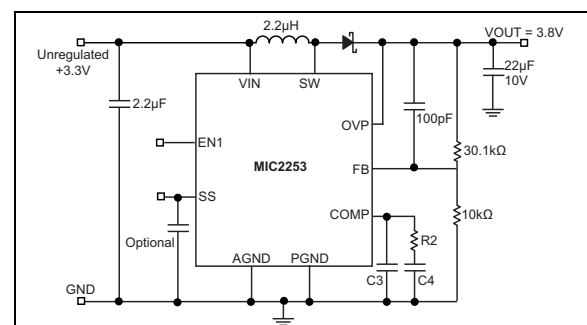 2.2µH
VOUT = 3.8V
Unregulated
+3.3V
VIN
SW
22µF
10V
2.2µF
OVP
100pF
EN1
30.1kΩ
MIC2253
FB
SS
COMP
10kΩ
Optional
R2
AGND
PGND
C3
C4
GND